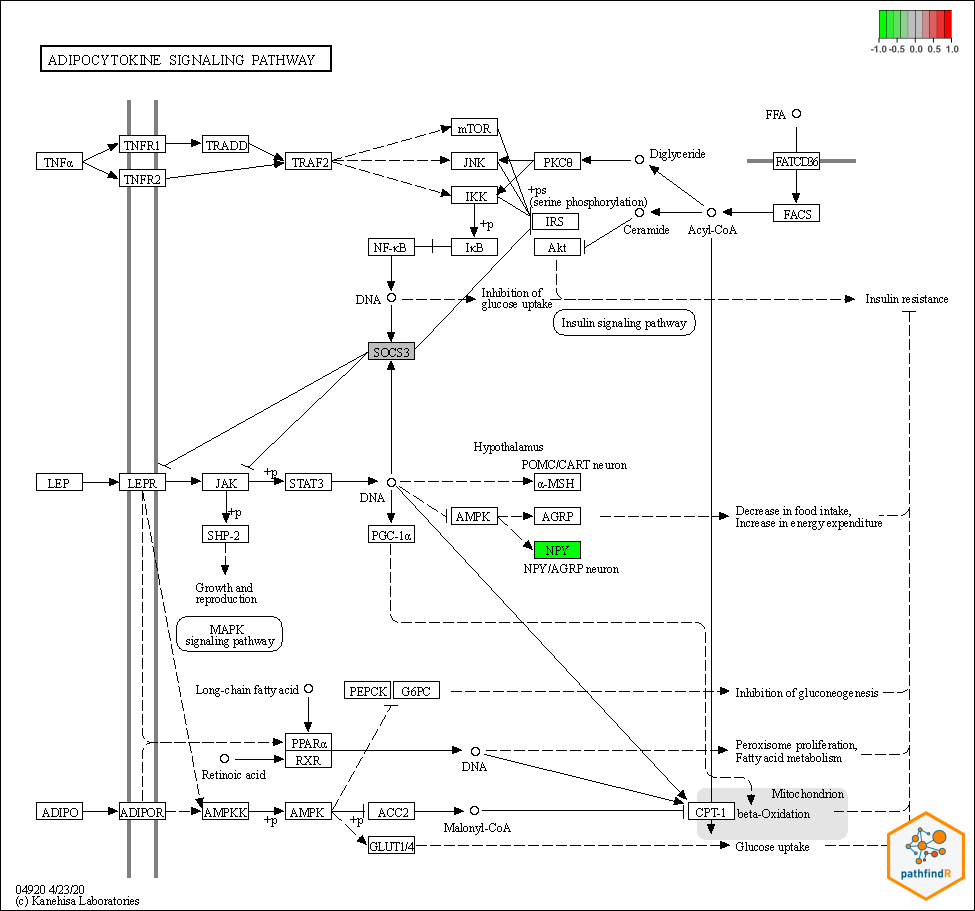 -1.0 -0.5 0.0 0.5 1.0
ADIPOCYTOKINE SIGNALING PATHWAY
FFA
mTOR
TNFR1
TRADD
TNFα
TRAF2
JNK
PKCθ
Diglyceride
FATCD36
TNFR2
IKK
+ps
(serine phosphorylation)
IRS
FACS
+p
Ceramide
Acyl-CoA
NF-κB
IκB
Akt
DNA
Inhibition of
glucose uptake
Insulin resistance
Insulin signaling pathway
SOCS3
Hypothalamus
POMC/CART neuron
LEP
LEPR
JAK
+p
STAT3
DNA
α-MSH
+p
AMPK
AGRP
Decrease in food intake,
Increase in energy expenditure
SHP-2
PGC-1α
NPY
NPY/AGRP neuron
Growth and
reproduction
MAPK
signaling pathway
Long-chain fatty acid
PEPCK
G6PC
Inhibition of gluconeogenesis
PPARα
RXR
Retinoic acid
DNA
Peroxisome proliferation,
Fatty acid metabolism
Mitochondrion
ADIPO
ADIPOR
AMPKK
+p
AMPK
+p
ACC2
Malonyl-CoA
CPT-1
beta-Oxidation
GLUT1/4
Glucose uptake
pathfindR
04920 4/23/20
(c) Kanehisa Laboratories